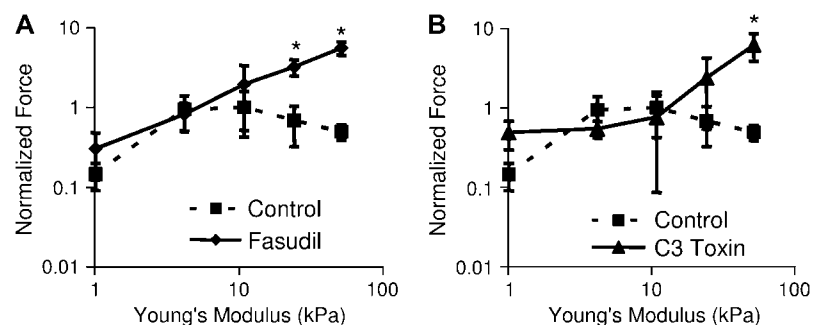 A
Normalized Force
10
1
0.1
0.01
*
*
Control
Fasudil
1
10
100
Young's Modulus (kPa)
B
Normalized Force
10
1
0.1
0.01
*
Control
C3 Toxin
1
10
100
Young's Modulus (kPa)